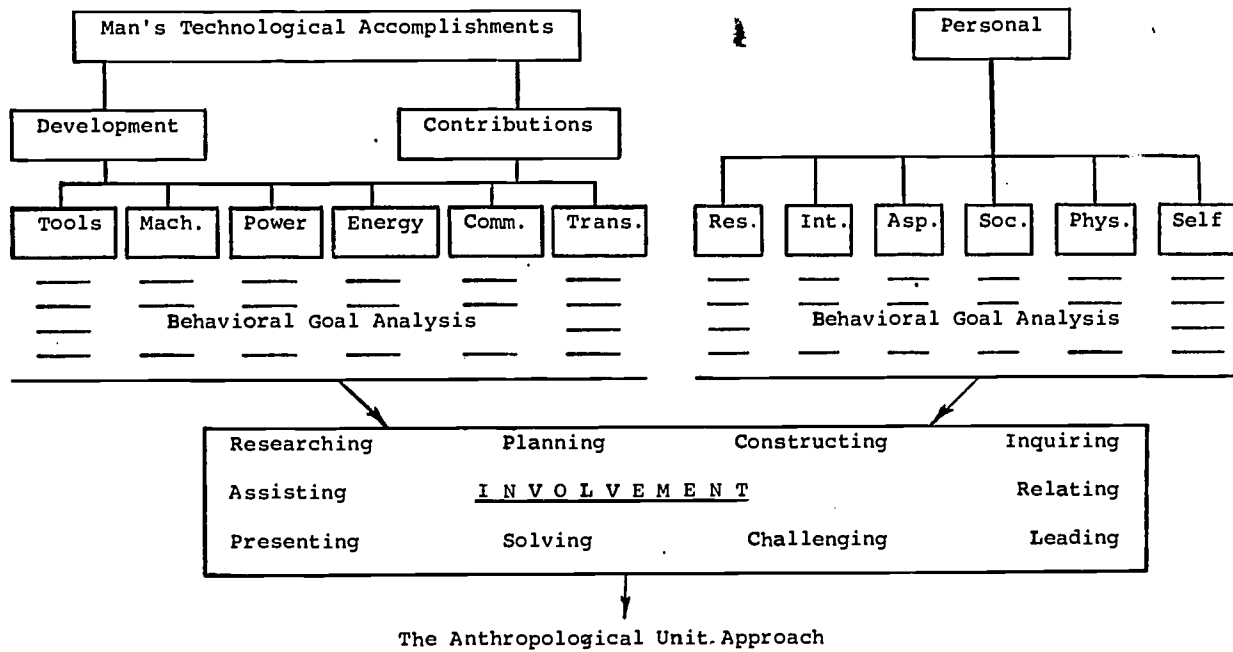 Man's Technological Accomplishments
Personal
Development
Contributions
Tools Mach. Power Energy Comm. Trans.
Res. Int. Asp. Soc. Phys. Self
Behavioral Goal Analysis
Behavioral Goal Analysis
Researching Planning Constructing Inquiring
Assisting I N V O L V E M E N T Relating
Presenting Solving Challenging Leading
The Anthropological Unit Approach